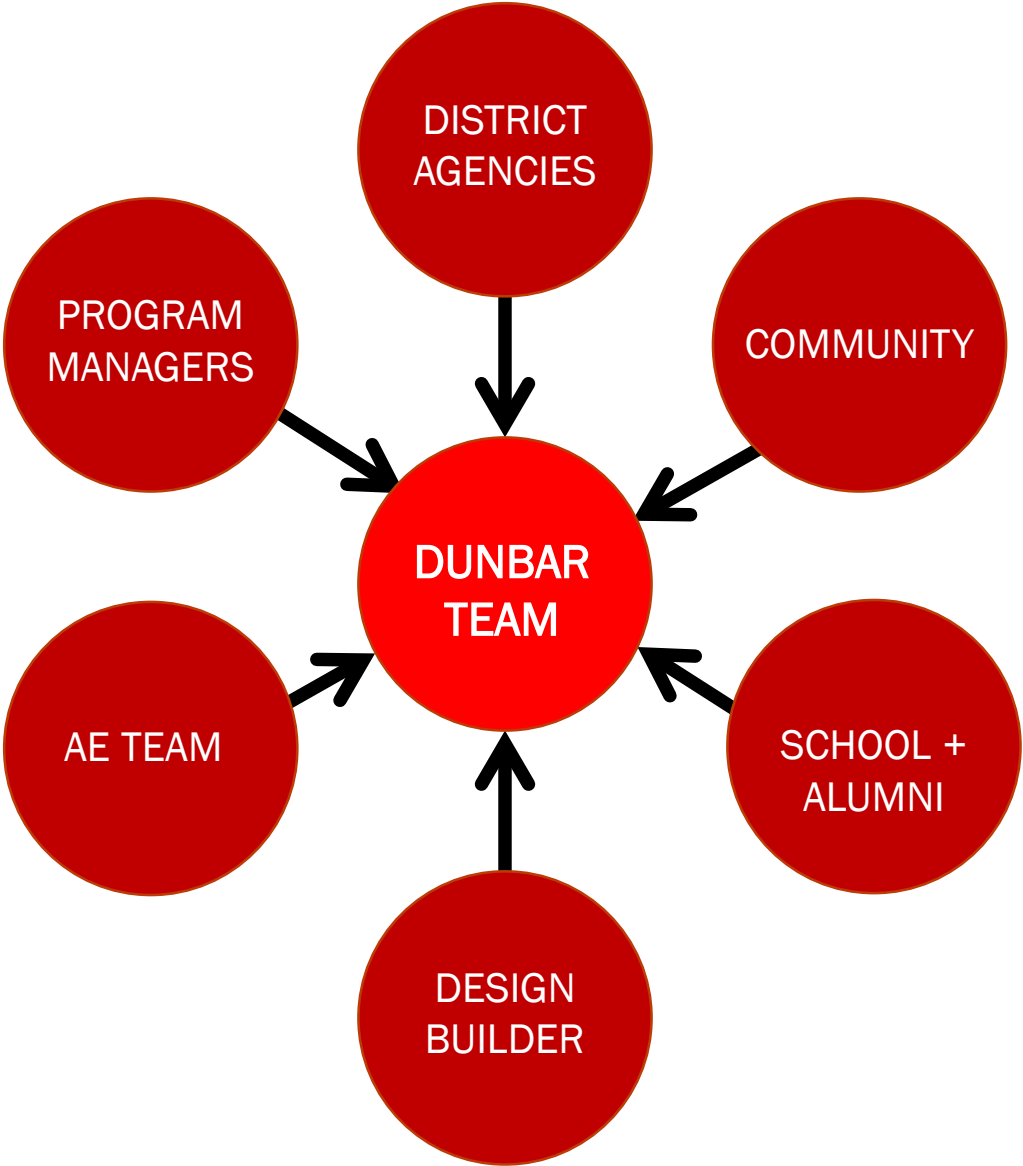 DISTRICT
AGENCIES
PROGRAM
MANAGERS
COMMUNITY
DUNBAR
TEAM
AE TEAM
SCHOOL +
ALUMNI
DESIGN
BUILDER